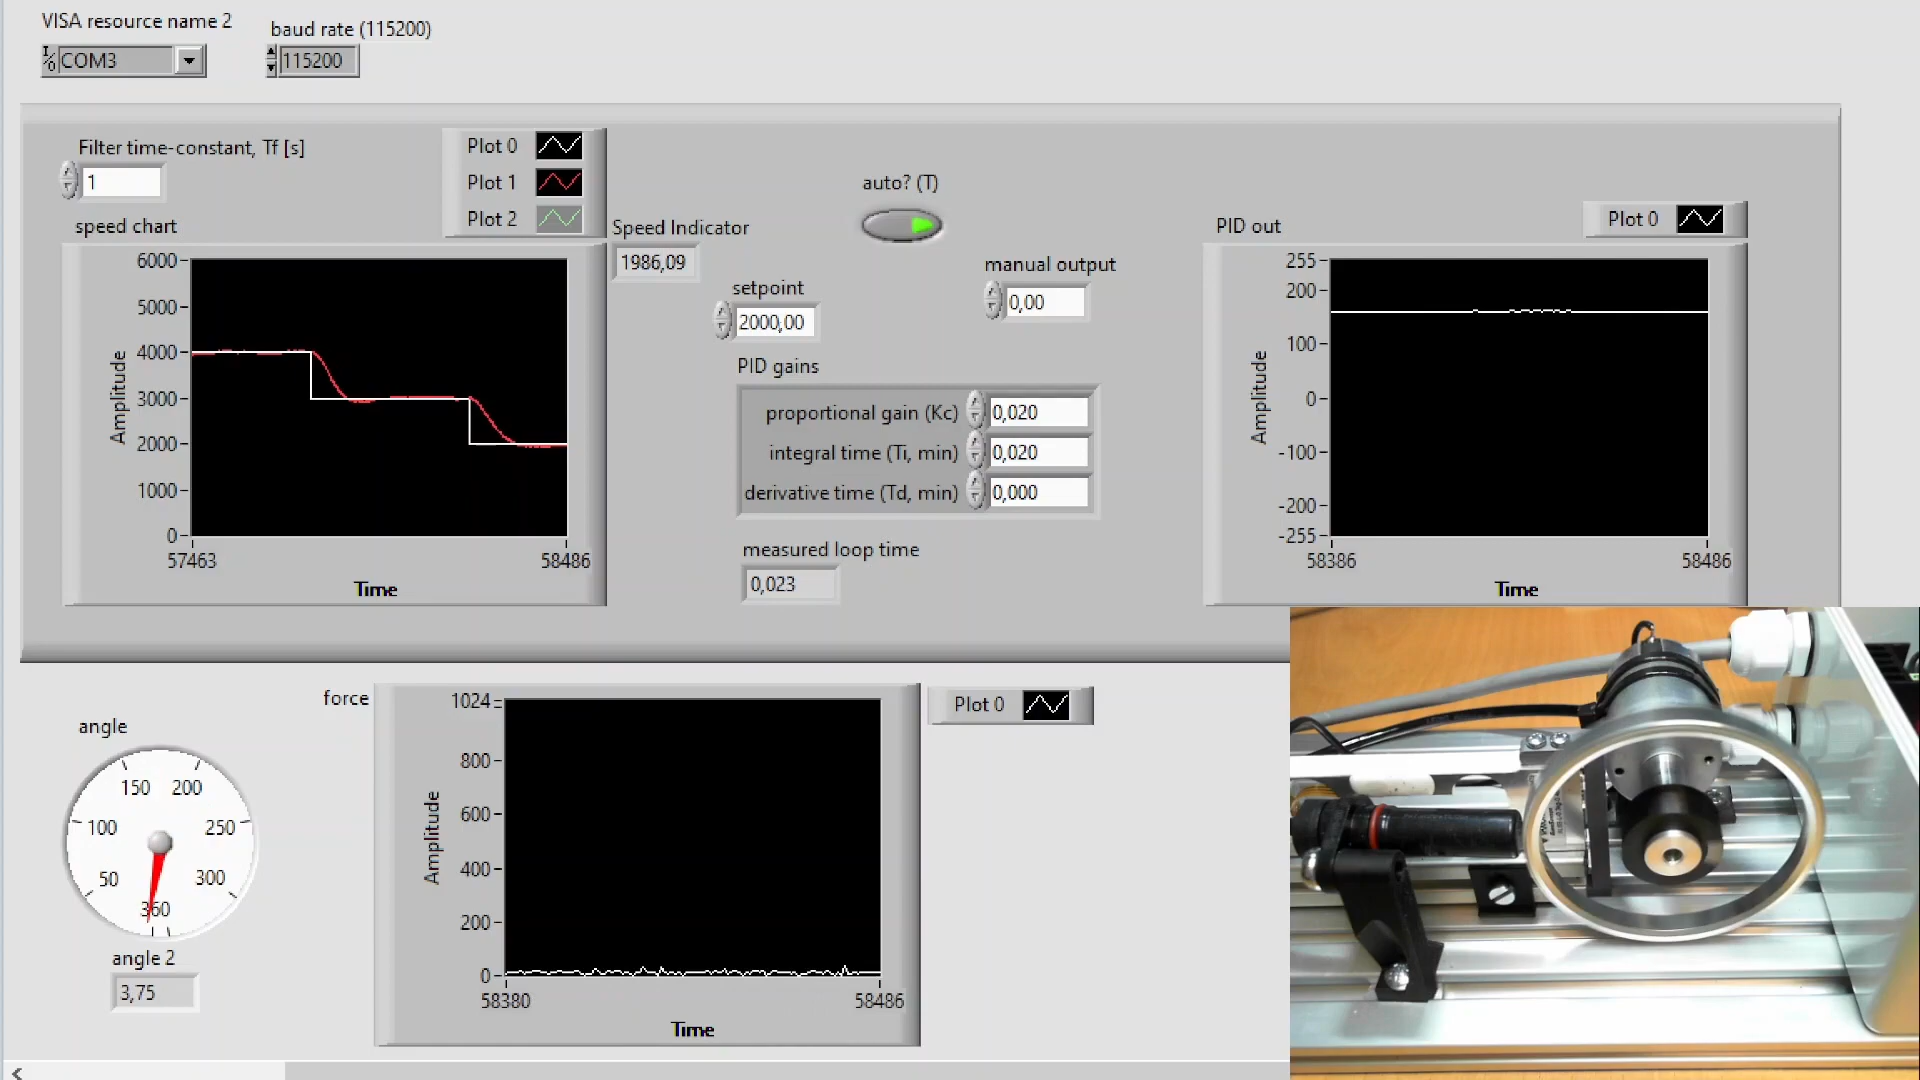 VISA resource name 2
baud rate (115200)
COM3
115200
Filter time-constant, Tf [s]
1
Plot 0
Plot 1
Plot 2
speed chart
6000
5000
4000
3000
2000
1000
0
Amplitude
57463
58486
Time
Speed Indicator
1986,09
auto? (T)
setpoint
2000,00
manual output
0,00
PID gains
proportional gain (Kc)
0,020
integral time (Ti, min)
0,020
derivative time (Td, min)
0,000
measured loop time
0,023
PID out
Plot 0
255
200
100
0
-100
-200
-255
Amplitude
58386
58486
Time
angle
150
200
100
250
50
300
360
angle 2
3,75
force
Plot 0
1024
800
600
400
200
0
Amplitude
58380
58486
Time